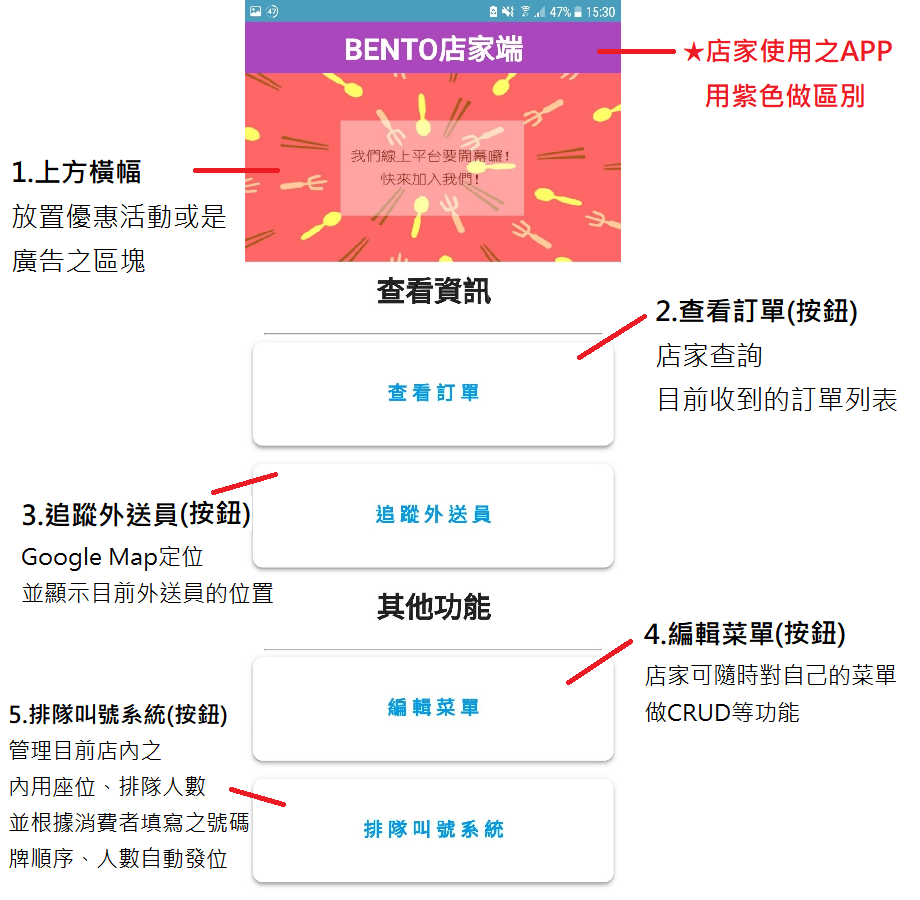 47
47% 15:30
BENTO店家端
★店家使用之APP
用紫色做區別
我們線上平台要開幕囉!
快來加入我們!
1.上方橫幅
放置優惠活動或是
廣告之區塊
查看資訊
2.查看訂單(按鈕)
店家查詢
目前收到的訂單列表
查看訂單
3.追蹤外送員(按鈕)
Google Map定位
並顯示目前外送員的位置
追蹤外送員
其他功能
4.編輯菜單(按鈕)
店家可隨時對自己的菜單
做CRUD等功能
編輯菜單
5.排隊叫號系統(按鈕)
管理目前店內之
內用座位、排隊人數
並根據消費者填寫之號碼
牌順序、人數自動發位
排隊叫號系統